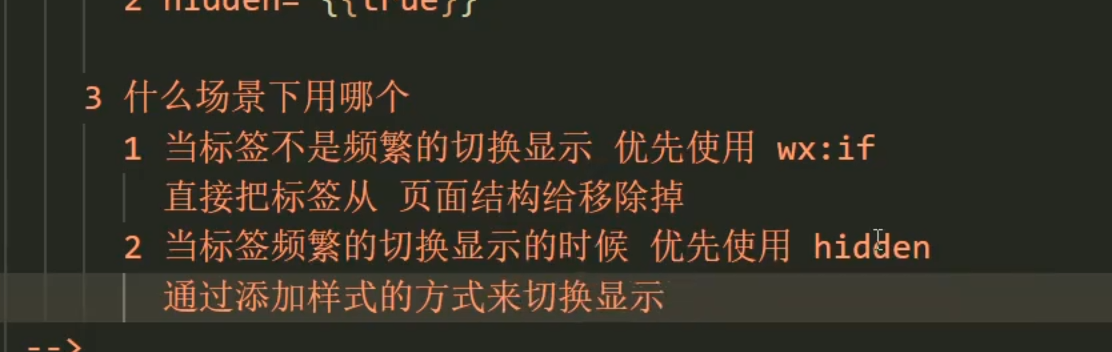 2 hidden="{{true}}
3 什么场景下用哪个
1 当标签不是频繁的切换显示 优先使用 wx:if
直接把标签从 页面结构给移除掉
2 当标签频繁的切换显示的时候 优先使用 hidden
通过添加样式的方式来切换显示
-->